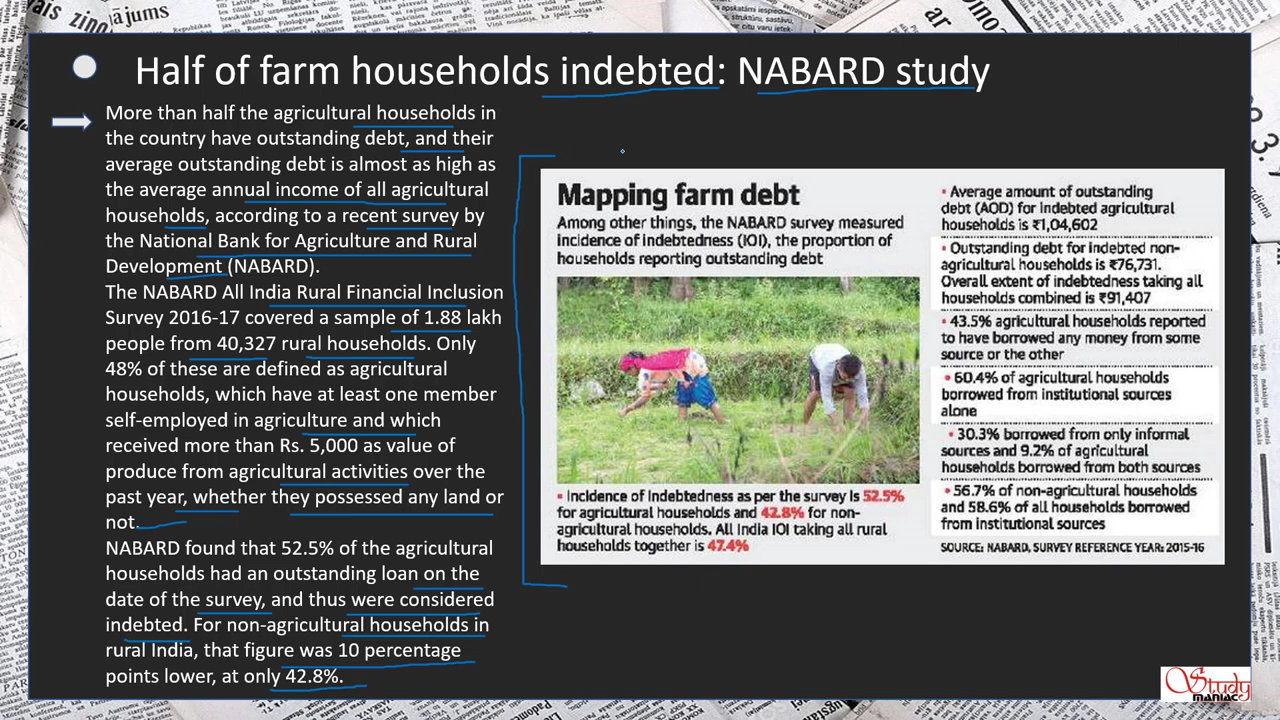 Half of farm households indebted: NABARD study
More than half the agricultural households in
the country have outstanding debt, and their
average outstanding debt is almost as high as
the average annual income of all agricultural
households, according to a recent survey by
the National Bank for Agriculture and Rural
Development (NABARD).
The NABARD All India Rural Financial Inclusion
Survey 2016-17 covered a sample of 1.88 lakh
people from 40,327 rural households. Only
48% of these are defined as agricultural
households, which have at least one member
self-employed in agriculture and which
received more than Rs. 5,000 as value of
produce from agricultural activities over the
past year, whether they possessed any land or
not.
NABARD found that 52.5% of the agricultural
households had an outstanding loan on the
date of the survey, and thus were considered
indebted. For non-agricultural households in
rural India, that figure was 10 percentage
points lower, at only 42.8%.
Mapping farm debt
Among other things, the NABARD survey measured
incidence of indebtedness (IOI), the proportion of
households reporting outstanding debt
• Incidence of Indebtedness as per the survey is 52.5%
for agricultural households and 42.8% for non-
agricultural households. All India IOI taking all rural
households together is 47.4%
• Average amount of outstanding
debt (AOD) for indebted agricultural
households is ₹1,04,602
• Outstanding debt for indebted non-
agricultural households is ₹76,731.
Overall extent of indebtedness taking all
households combined is ₹91,407
• 43.5% agricultural households reported
to have borrowed any money from some
source or the other
• 60.4% of agricultural households
borrowed from institutional sources
alone
• 30.3% borrowed from only informal
sources and 9.2% of agricultural
households borrowed from both sources
• 56.7% of non-agricultural households
and 58.6% of all households borrowed
from institutional sources
SOURCE: NABARD, SURVEY REFERENCE YEAR: 2015-16
Study
MANIAC